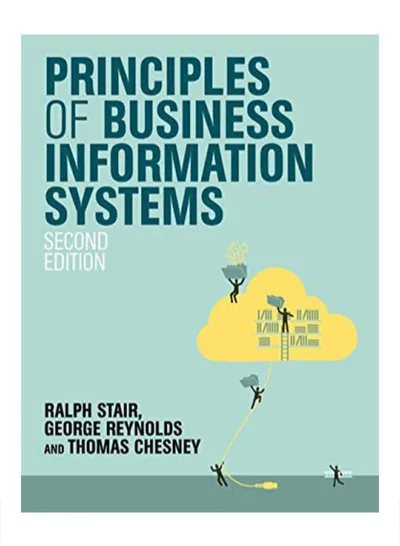 PRINCIPLES
OF BUSINESS
INFORMATION
SYSTEMS
SECOND
EDITION
RALPH STAIR,
GEORGE REYNOLDS
AND THOMAS CHESNEY